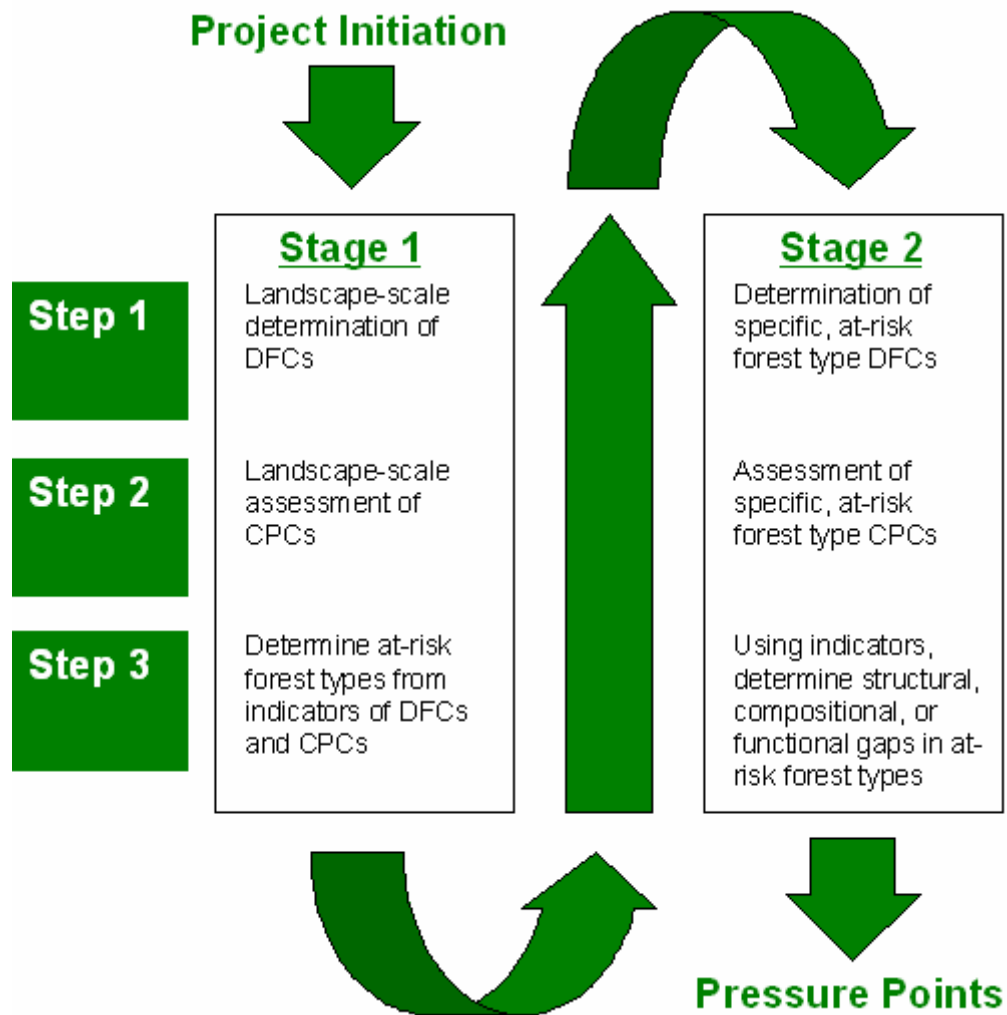 Project Initiation
Stage 1
Step 1
Landscape-scale
determination of
DFCs
Step 2
Landscape-scale
assessment of
CPCs
Step 3
Determine at-risk
forest types from
indicators of DFCs
and CPCs
Stage 2
Determination of
specific, at-risk
forest type DFCs
Assessment of
specific, at-risk
forest type CPCs
Using indicators,
determine structural,
compositional, or
functional gaps in at-
risk forest types
Pressure Points